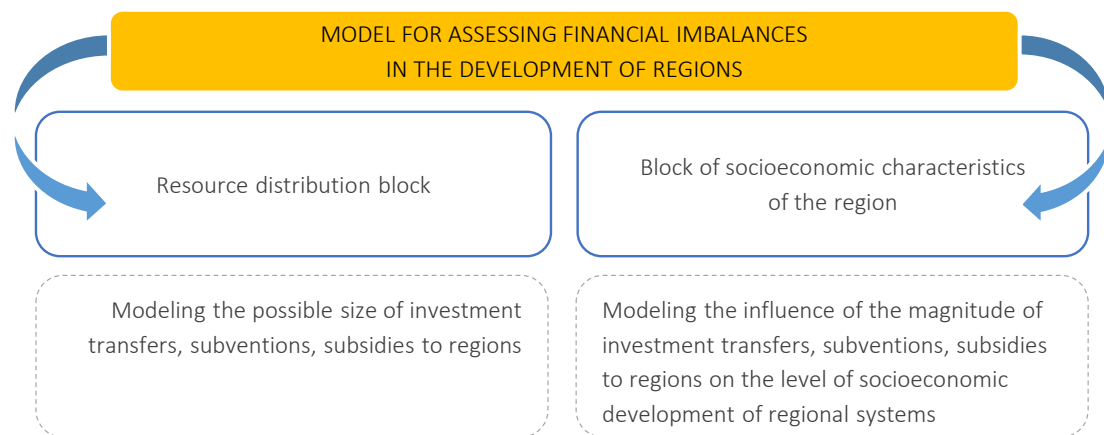 MODEL FOR ASSESSING FINANCIAL IMBALANCES
IN THE DEVELOPMENT OF REGIONS
Resource distribution block
Block of socioeconomic characteristics
of the region
Modeling the possible size of investment
transfers, subventions, subsidies to regions
Modeling the influence of the magnitude of
investment transfers, subventions, subsidies
to regions on the level of socioeconomic
development of regional systems